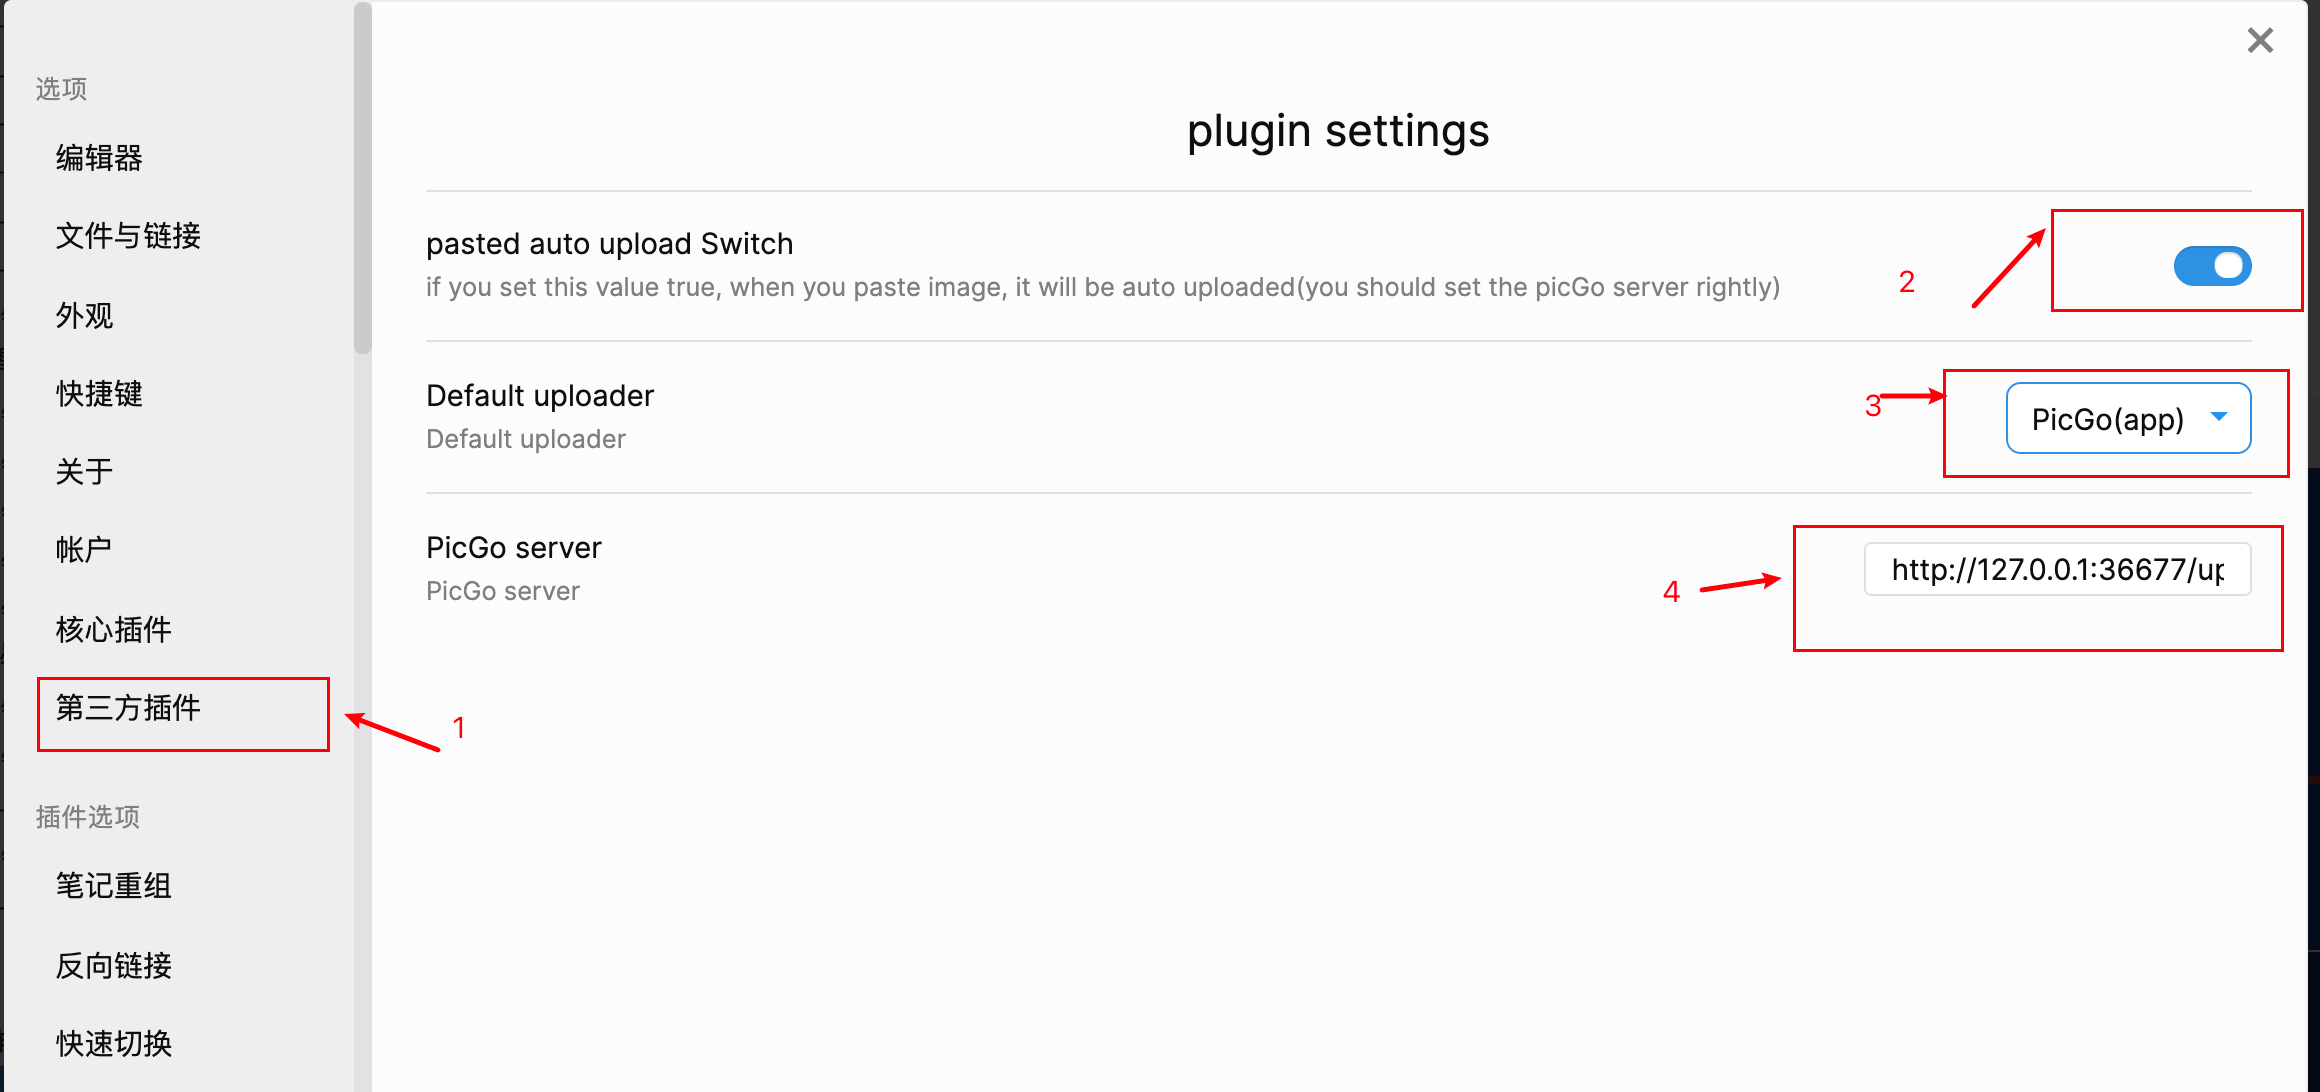 选项
编辑器
文件与链接
外观
快捷键
关于
帐户
核心插件
第三方插件
1
插件选项
笔记重组
反向链接
快速切换
plugin settings
pasted auto upload Switch
if you set this value true, when you paste image, it will be auto uploaded(you should set the picGo server rightly)
2
Default uploader
Default uploader
3
PicGo(app)
PicGo server
PicGo server
4
http://127.0.0.1:36677/up